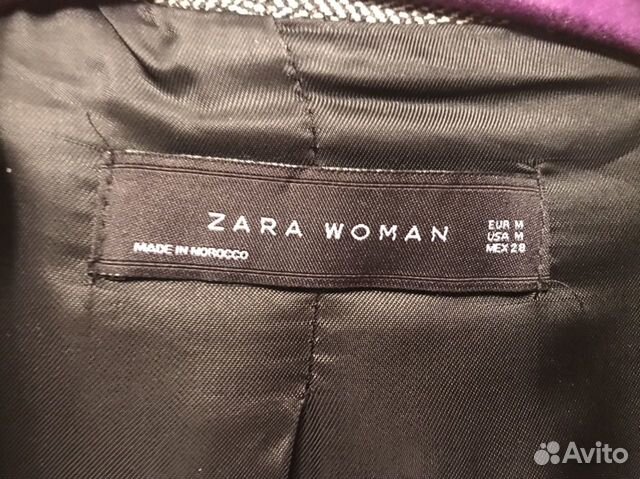 ZARA WOMAN
MADE IN MOROCCO
EUR M
USA M
MEX 28
Avito